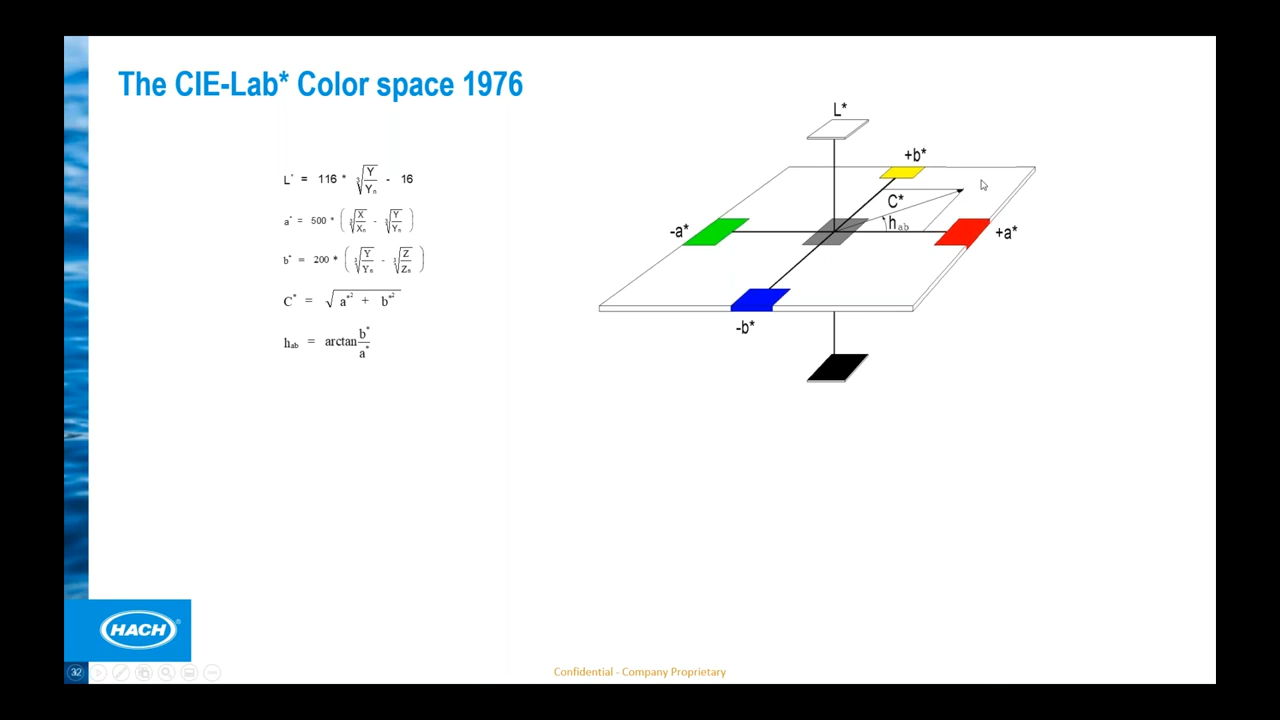 The CIE-Lab* Color space 1976
L* = 116 * ∛(Y/Yn) - 16
a* = 500 * ( ∛(X/Xn) - ∛(Y/Yn) )
b* = 200 * ( ∛(Y/Yn) - ∛(Z/Zn) )
C* = √(a*² + b*²)
hab = arctan b*/a*
L*
+b*
C*
hab
-a*
+a*
-b*
HACH®
32
Confidential - Company Proprietary